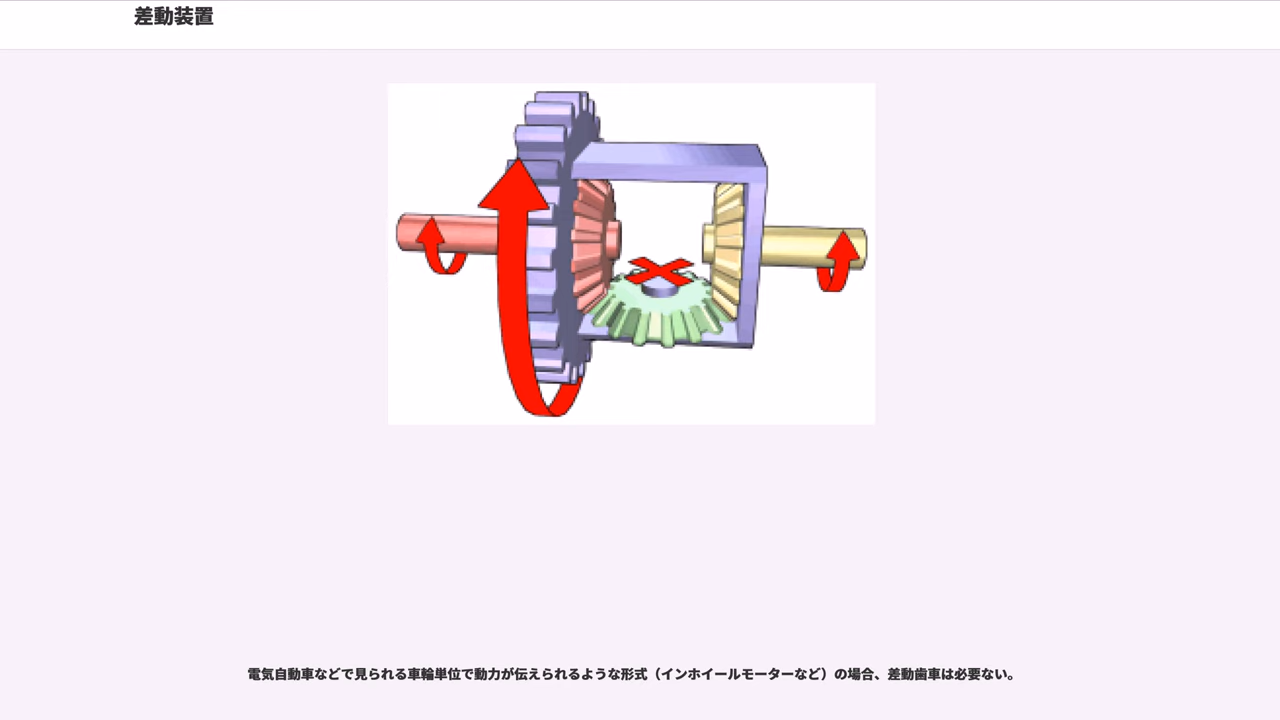 差動装置
電気自動車などで見られる車輪単位で動力が伝えられるような形式（インホイールモーターなど）の場合、差動歯車は必要ない。